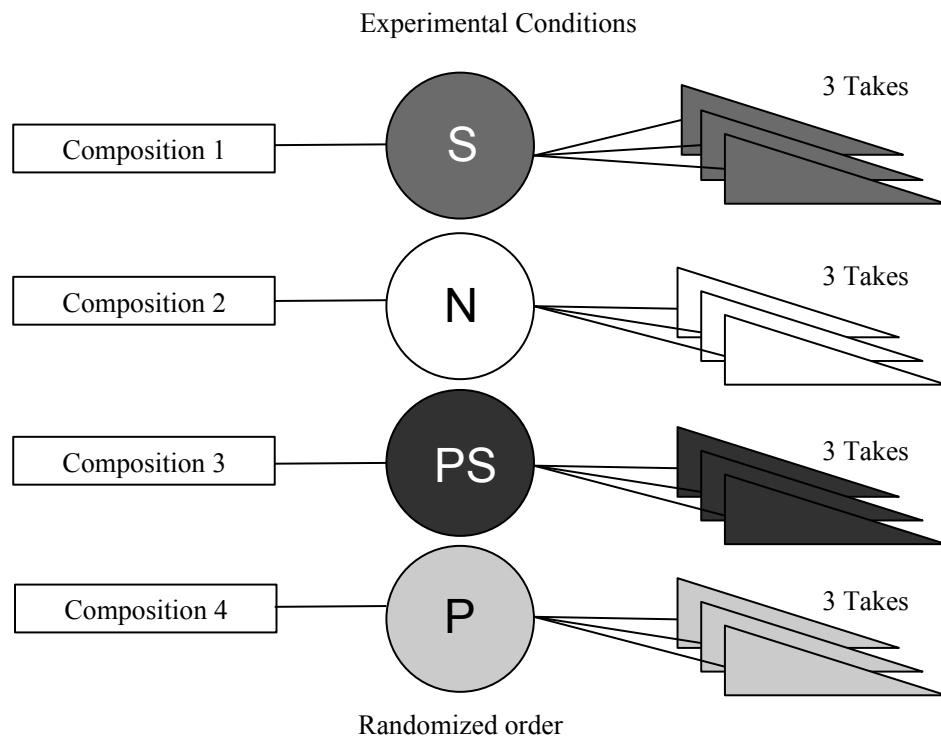 Experimental Conditions
3 Takes
Composition 1
S
3 Takes
Composition 2
N
3 Takes
Composition 3
PS
3 Takes
Composition 4
P
Randomized order